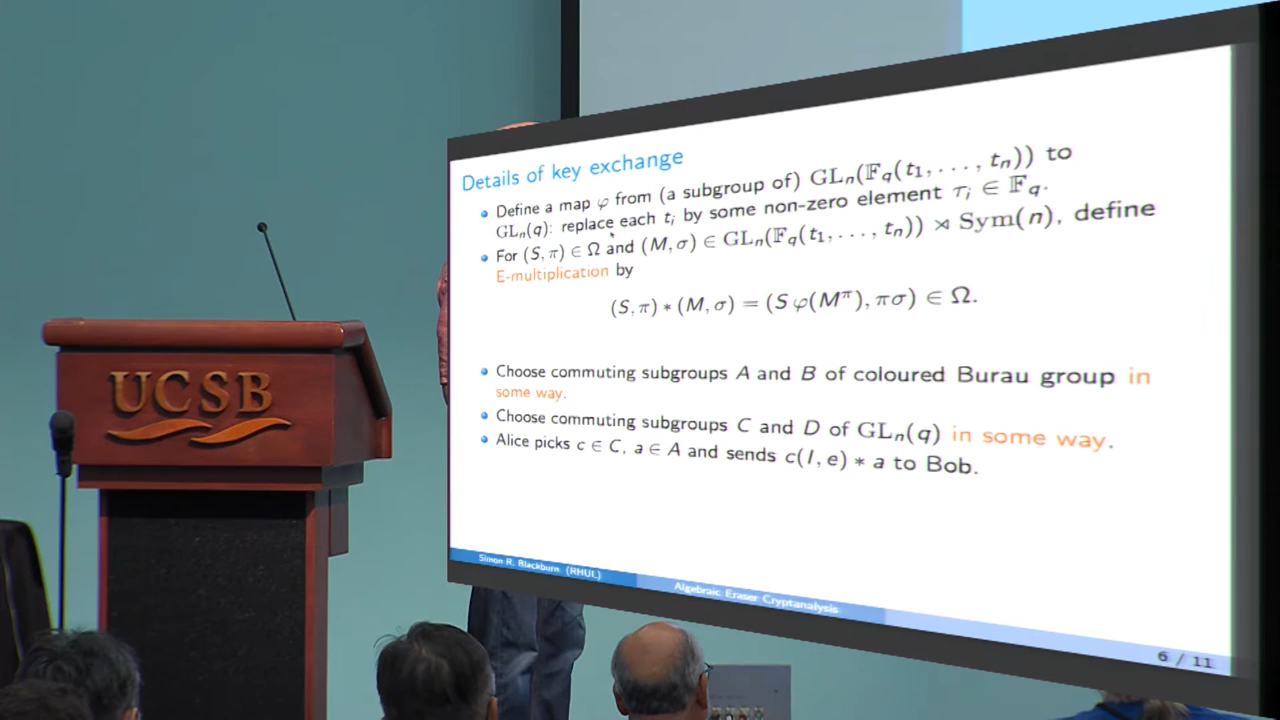 UCSB
Details of key exchange
Define a map φ from (a subgroup of) GLₙ(𝔽_q(t₁, . . . , tₙ)) to
GLₙ(q): replace each tᵢ by some non-zero element τᵢ ∈ 𝔽_q.
For (S, π) ∈ Ω and (M, σ) ∈ GLₙ(𝔽_q(t₁, . . . , tₙ)) ⋊ Sym(n), define
E-multiplication by
(S, π) ∗ (M, σ) = (S φ(M^π), πσ) ∈ Ω.
Choose commuting subgroups A and B of coloured Burau group in
some way.
Choose commuting subgroups C and D of GLₙ(q) in some way.
Alice picks c ∈ C, a ∈ A and sends c(I, e) ∗ a to Bob.
Simon R. Blackburn (RHUL)
Algebraic Eraser Cryptanalysis
6 / 11